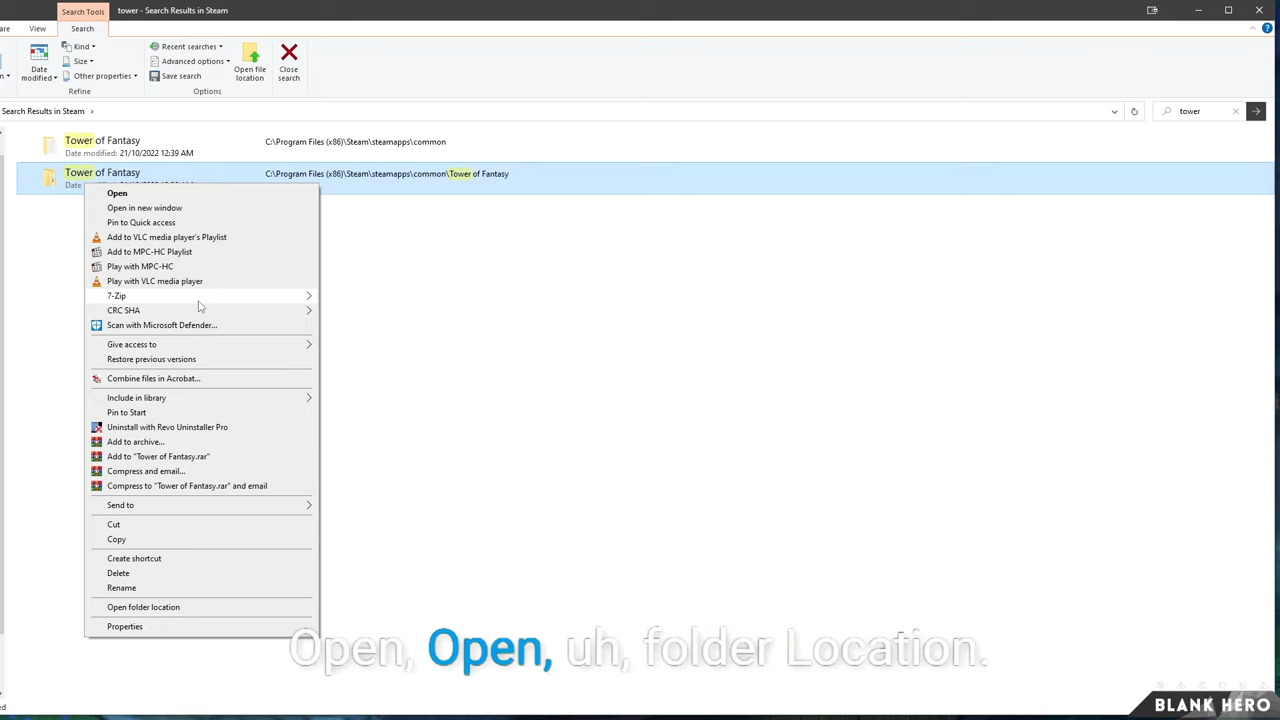 Search Tools
tower - Search Results in Steam
are
View
Search
Date modified
Kind
Size
Other properties
Refine
Recent searches
Advanced options
Save search
Options
Open file location
Close search
Search Results in Steam
tower
Tower of Fantasy
Date modified: 21/10/2022 12:39 AM
C:\Program Files (x86)\Steam\steamapps\common
Tower of Fantasy
Date
C:\Program Files (x86)\Steam\steamapps\common\Tower of Fantasy
Open
Open in new window
Pin to Quick access
Add to VLC media player's Playlist
Add to MPC-HC Playlist
Play with MPC-HC
Play with VLC media player
7-Zip
CRC SHA
Scan with Microsoft Defender...
Give access to
Restore previous versions
Combine files in Acrobat...
Include in library
Pin to Start
Uninstall with Revo Uninstaller Pro
Add to archive...
Add to "Tower of Fantasy.rar"
Compress and email...
Compress to "Tower of Fantasy.rar" and email
Send to
Cut
Copy
Create shortcut
Delete
Rename
Open folder location
Properties
Open, Open, uh, folder Location.
ed
BLANK HERO